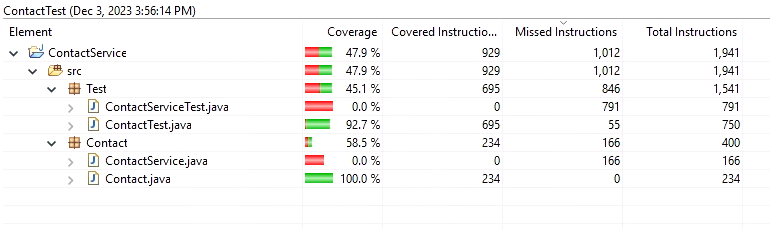 ContactTest (Dec 3, 2023 3:56:14 PM)
Element Coverage Covered Instructio... Missed Instructions Total Instructions
ContactService 47.9 % 929 1,012 1,941
src 47.9 % 929 1,012 1,941
Test 45.1 % 695 846 1,541
ContactServiceTest.java 0.0 % 0 791 791
ContactTest.java 92.7 % 695 55 750
Contact 58.5 % 234 166 400
ContactService.java 0.0 % 0 166 166
Contact.java 100.0 % 234 0 234